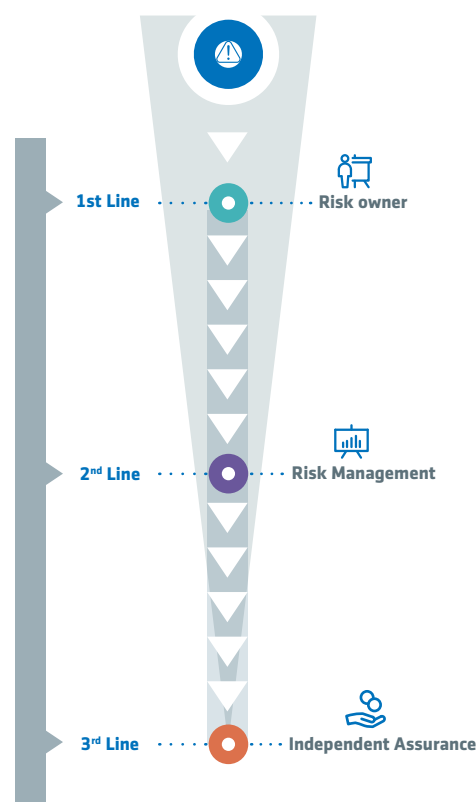 1st Line
Risk owner
2nd Line
Risk Management
3rd Line
Independent Assurance